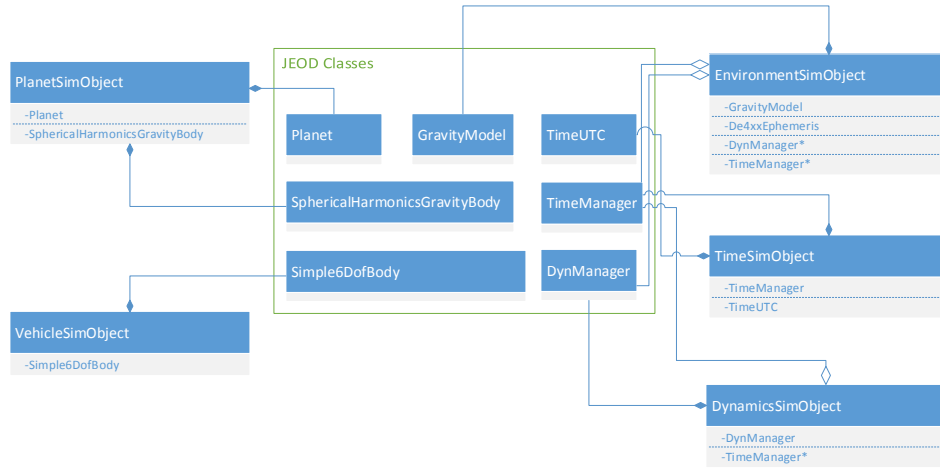 JEOD Classes
PlanetSimObject
-Planet
-SphericalHarmonicsGravityBody
Planet
GravityModel
TimeUTC
SphericalHarmonicsGravityBody
TimeManager
Simple6DofBody
DynManager
EnvironmentSimObject
-GravityModel
-De4xxEphemeris
-DynManager*
-TimeManager*
TimeSimObject
-TimeManager
-TimeUTC
VehicleSimObject
-Simple6DofBody
DynamicsSimObject
-DynManager
-TimeManager*